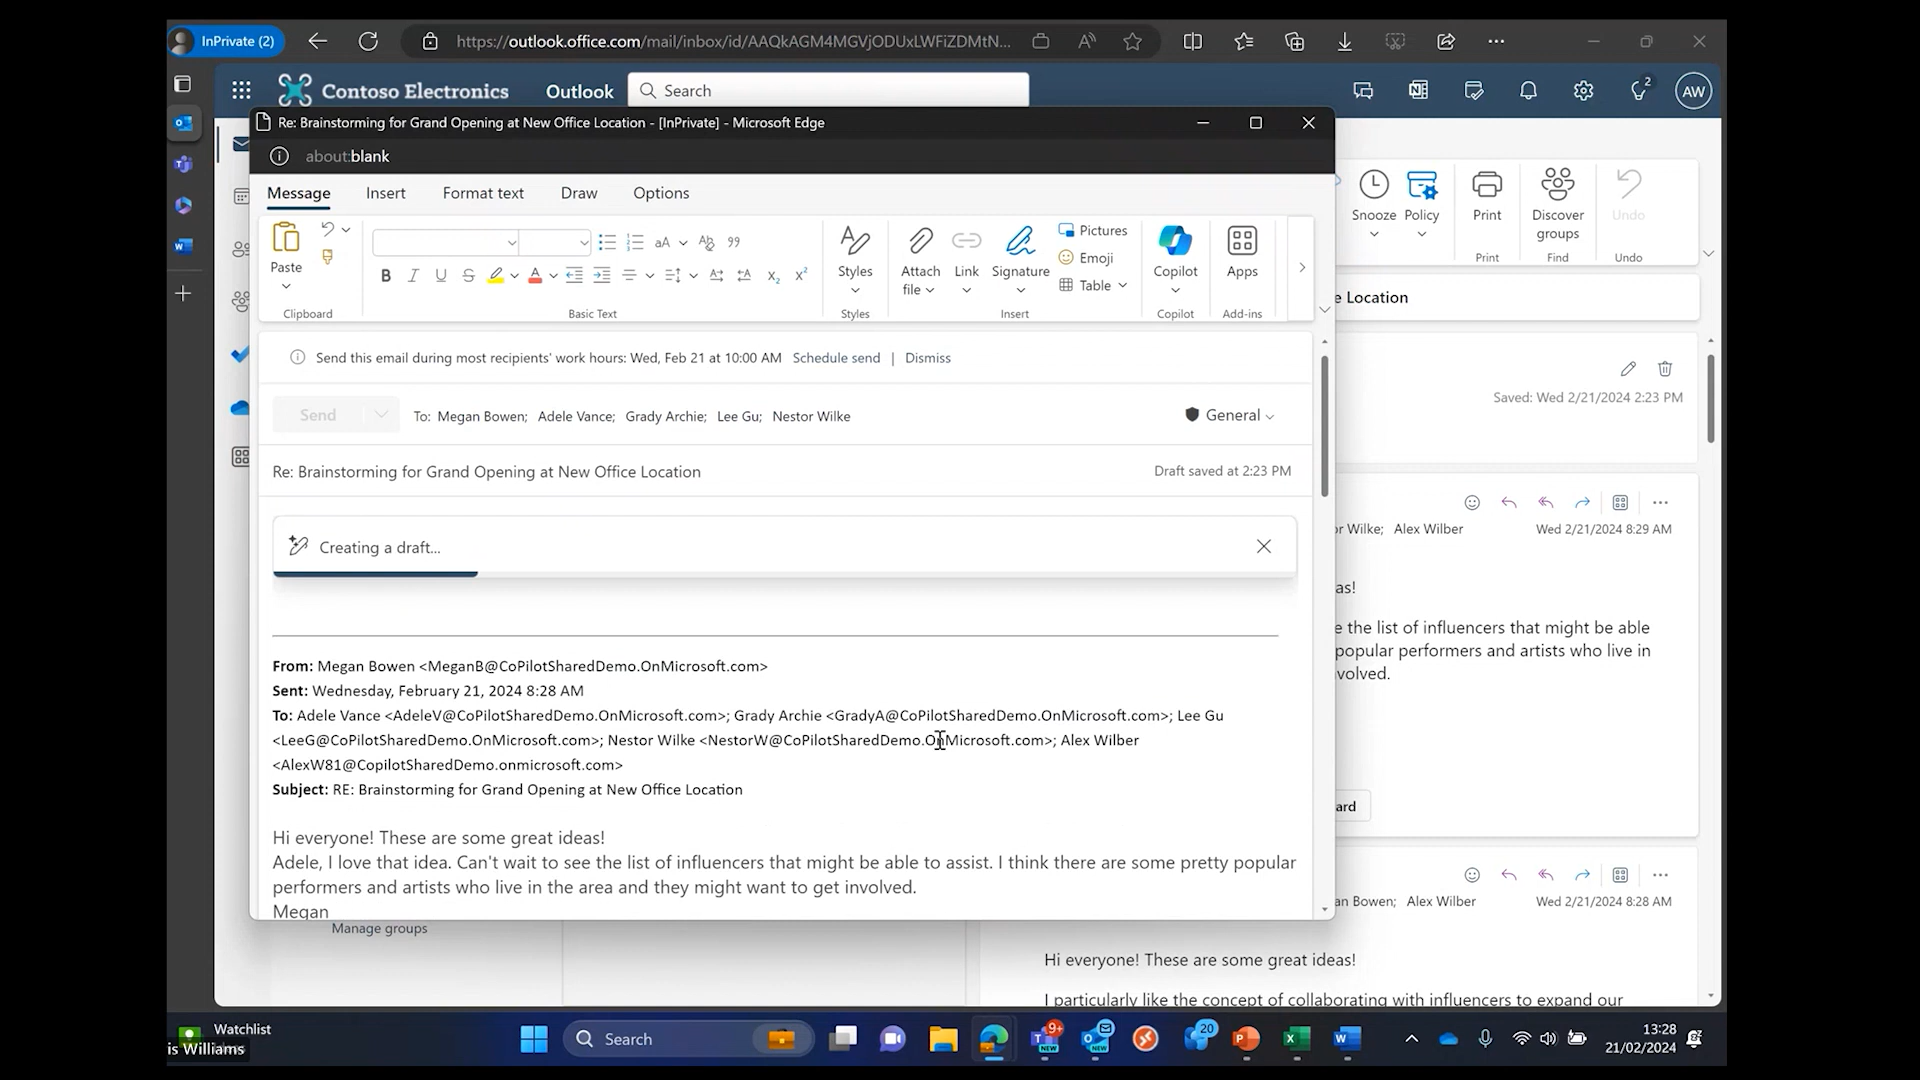 InPrivate (2)
https://outlook.office.com/mail/inbox/id/AAQkAGM4MGVjODUxLWFiZDMtN...
Contoso Electronics
Outlook
Search
2
AW
Re: Brainstorming for Grand Opening at New Office Location - [InPrivate] - Microsoft Edge
about:blank
Message Insert Format text Draw Options
Paste
Clipboard
Basic Text
Styles
Styles
Attach file
Link
Signature
Pictures
Emoji
Table
Insert
Copilot
Copilot
Apps
Add-ins
Snooze
Policy
Print
Print
Discover groups
Find
Undo
Undo
e Location
Send this email during most recipients' work hours: Wed, Feb 21 at 10:00 AM Schedule send | Dismiss
Saved: Wed 2/21/2024 2:23 PM
Send
To: Megan Bowen; Adele Vance; Grady Archie; Lee Gu; Nestor Wilke
General
Re: Brainstorming for Grand Opening at New Office Location
Draft saved at 2:23 PM
Creating a draft...
From: Megan Bowen <MeganB@CoPilotSharedDemo.OnMicrosoft.com>
Sent: Wednesday, February 21, 2024 8:28 AM
To: Adele Vance <AdeleV@CoPilotSharedDemo.OnMicrosoft.com>; Grady Archie <GradyA@CoPilotSharedDemo.OnMicrosoft.com>; Lee Gu
<LeeG@CoPilotSharedDemo.OnMicrosoft.com>; Nestor Wilke <NestorW@CoPilotSharedDemo.OnMicrosoft.com>; Alex Wilber
<AlexW81@CopilotSharedDemo.onmicrosoft.com>
Subject: RE: Brainstorming for Grand Opening at New Office Location
Hi everyone! These are some great ideas!
Adele, I love that idea. Can't wait to see the list of influencers that might be able to assist. I think there are some pretty popular
performers and artists who live in the area and they might want to get involved.
Megan
or Wilke; Alex Wilber
Wed 2/21/2024 8:29 AM
as!
e the list of influencers that might be able
popular performers and artists who live in
volved.
ard
an Bowen; Alex Wilber
Wed 2/21/2024 8:28 AM
Hi everyone! These are some great ideas!
I particularly like the concept of collaborating with influencers to expand our
Manage groups
Watchlist
is Williams
Search
9+
NEW
NEW
20
13:28
21/02/2024